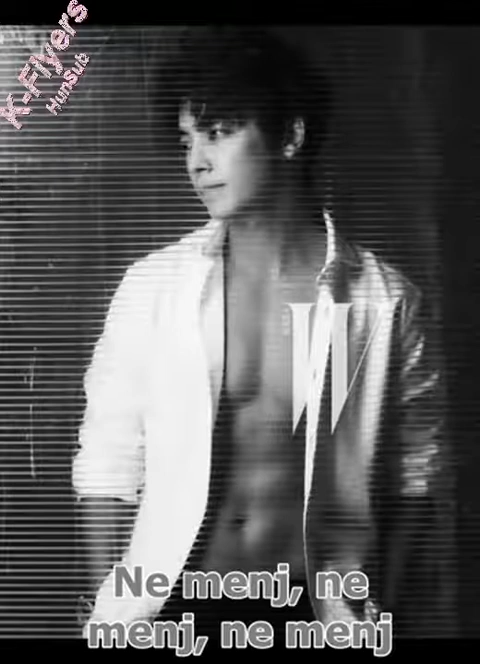 K-Flyers
HunSub
W
Ne menj, ne
menj, ne menj